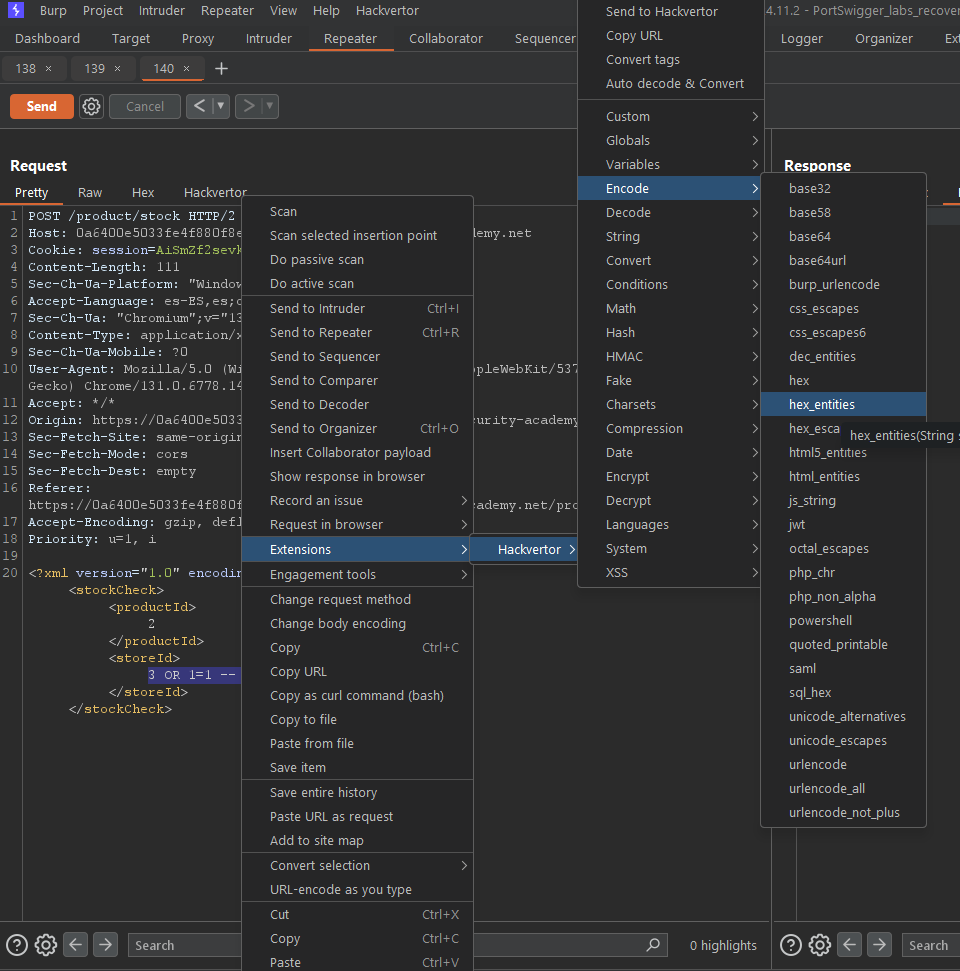 Burp Project Intruder Repeater View Help Hackvertor
4.11.2 - PortSwigger_labs_recover
Dashboard Target Proxy Intruder Repeater Collaborator Sequencer
Logger Organizer Ext
138 × 139 × 140 × +
Send Cancel < ▼ > ▼
Request
Pretty Raw Hex Hackvertor
1 POST /product/stock HTTP/2
2 Host: 0a6400e5033fe4f880f8e demy.net
3 Cookie: session=AiSmZf2sevk
4 Content-Length: 111
5 Sec-Ch-Ua-Platform: "Window
6 Accept-Language: es-ES,es;
7 Sec-Ch-Ua: "Chromium";v="13
8 Content-Type: application/x
9 Sec-Ch-Ua-Mobile: ?0
10 User-Agent: Mozilla/5.0 (Wi ppleWebKit/537
Gecko) Chrome/131.0.6778.14
11 Accept: */*
12 Origin: https://0a6400e5033 curity-academy
13 Sec-Fetch-Site: same-origin
14 Sec-Fetch-Mode: cors
15 Sec-Fetch-Dest: empty
16 Referer:
https://0a6400e5033fe4f880f ademy.net/pro
17 Accept-Encoding: gzip, defl
18 Priority: u=1, i
19
20 <?xml version="1.0" encodin
<stockCheck>
<productId>
2
</productId>
<storeId>
3 OR 1=1 --
</storeId>
</stockCheck>
Scan
Scan selected insertion point
Do passive scan
Do active scan
Send to Intruder Ctrl+I
Send to Repeater Ctrl+R
Send to Sequencer
Send to Comparer
Send to Decoder
Send to Organizer Ctrl+O
Insert Collaborator payload
Show response in browser
Record an issue
Request in browser
Extensions
Engagement tools
Change request method
Change body encoding
Copy Ctrl+C
Copy URL
Copy as curl command (bash)
Copy to file
Paste from file
Save item
Save entire history
Paste URL as request
Add to site map
Convert selection
URL-encode as you type
Cut Ctrl+X
Copy Ctrl+C
Paste Ctrl+V
Hackvertor
Send to Hackvertor
Copy URL
Convert tags
Auto decode & Convert
Custom
Globals
Variables
Encode
Decode
String
Convert
Conditions
Math
Hash
HMAC
Fake
Charsets
Compression
Date
Encrypt
Decrypt
Languages
System
XSS
Response
base32
base58
base64
base64url
burp_urlencode
css_escapes
css_escapes6
dec_entities
hex
hex_entities
hex_esca
hex_entities(String s
html5_entities
html_entities
js_string
jwt
octal_escapes
php_chr
php_non_alpha
powershell
quoted_printable
saml
sql_hex
unicode_alternatives
unicode_escapes
urlencode
urlencode_all
urlencode_not_plus
Search 0 highlights
Search